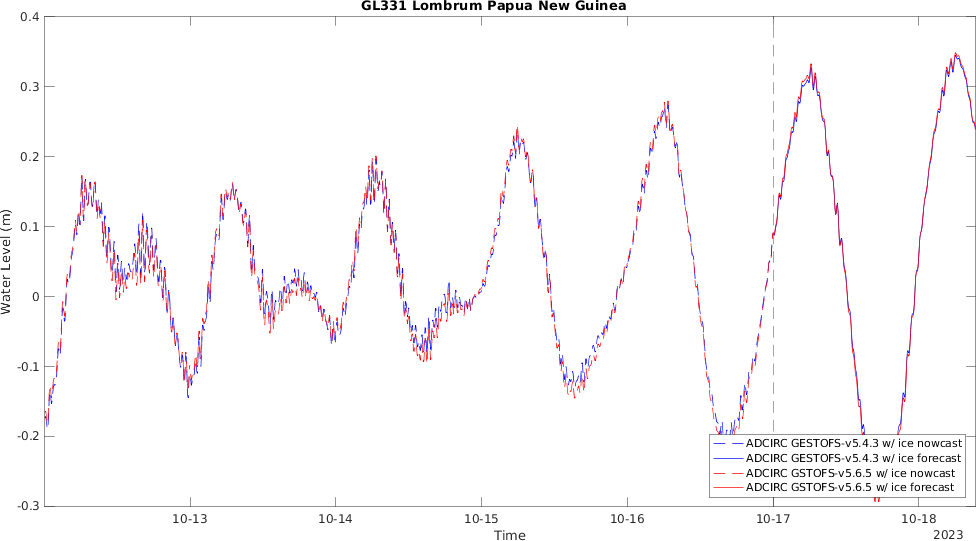 GL331 Lombrum Papua New Guinea
0.4
0.3
0.2
0.1
0
-0.1
-0.2
-0.3
Water Level (m)
ADCIRC GESTOFS-v5.4.3 w/ ice nowcast
ADCIRC GESTOFS-v5.4.3 w/ ice forecast
ADCIRC GSTOFS-v5.6.5 w/ ice nowcast
ADCIRC GSTOFS-v5.6.5 w/ ice forecast
10-13
10-14
10-15
10-16
10-17
10-18
Time
2023